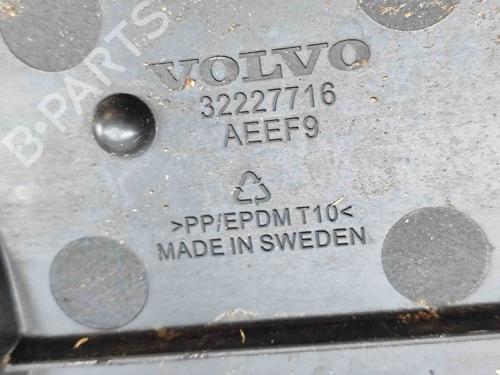 VOLVO
32227716
AEEF9
>PP/EPDM T10<
MADE IN SWEDEN
B-PARTS